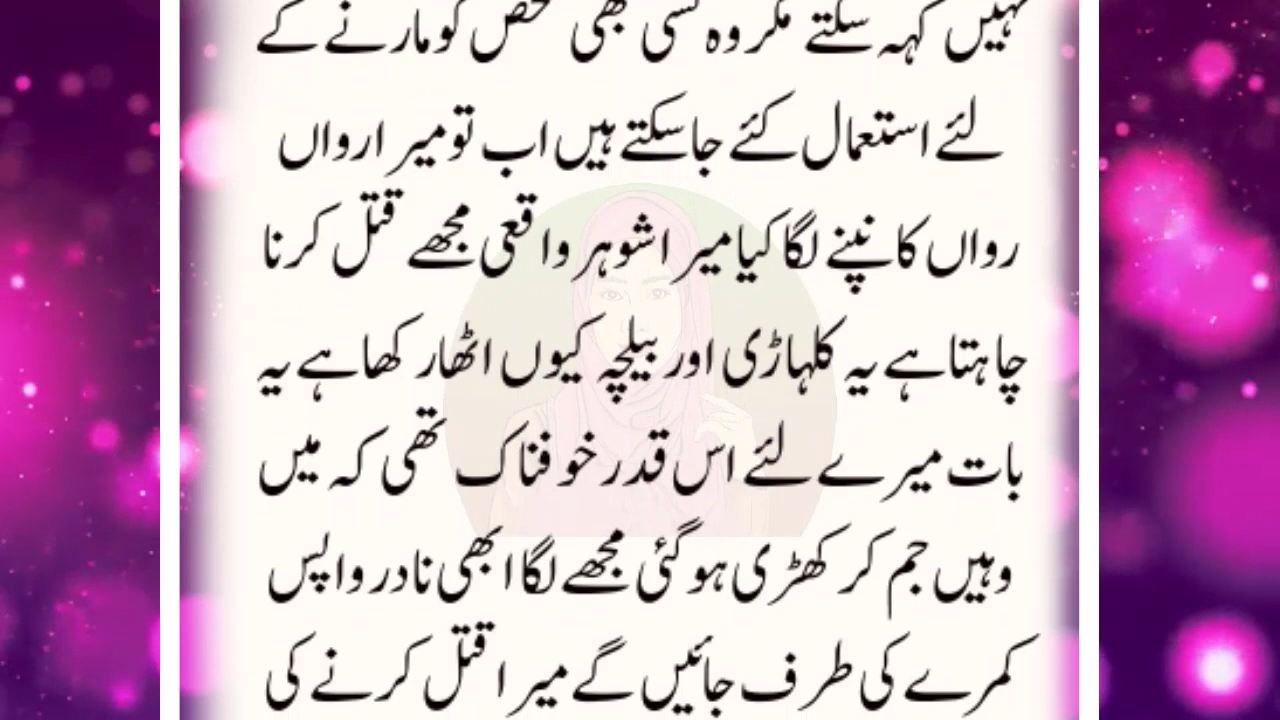 نہیں کہہ سکتے مگر وہ کسی بھی شخص کو مارنے کے
لئے استعمال کئے جاسکتے ہیں اب تو میرا رواں
رواں کانپنے لگا کیا میرا شوہر واقعی مجھے قتل کرنا
چاہتا ہے یہ کلہاڑی اور بیلچہ کیوں اٹھا رکھا ہے یہ
بات میرے لئے اس قدر خوفناک تھی کہ میں
وہیں جم کر کھڑی ہو گئی مجھے لگا ابھی نادر واپس
کمرے کی طرف جائیں گے میرا قتل کرنے کی